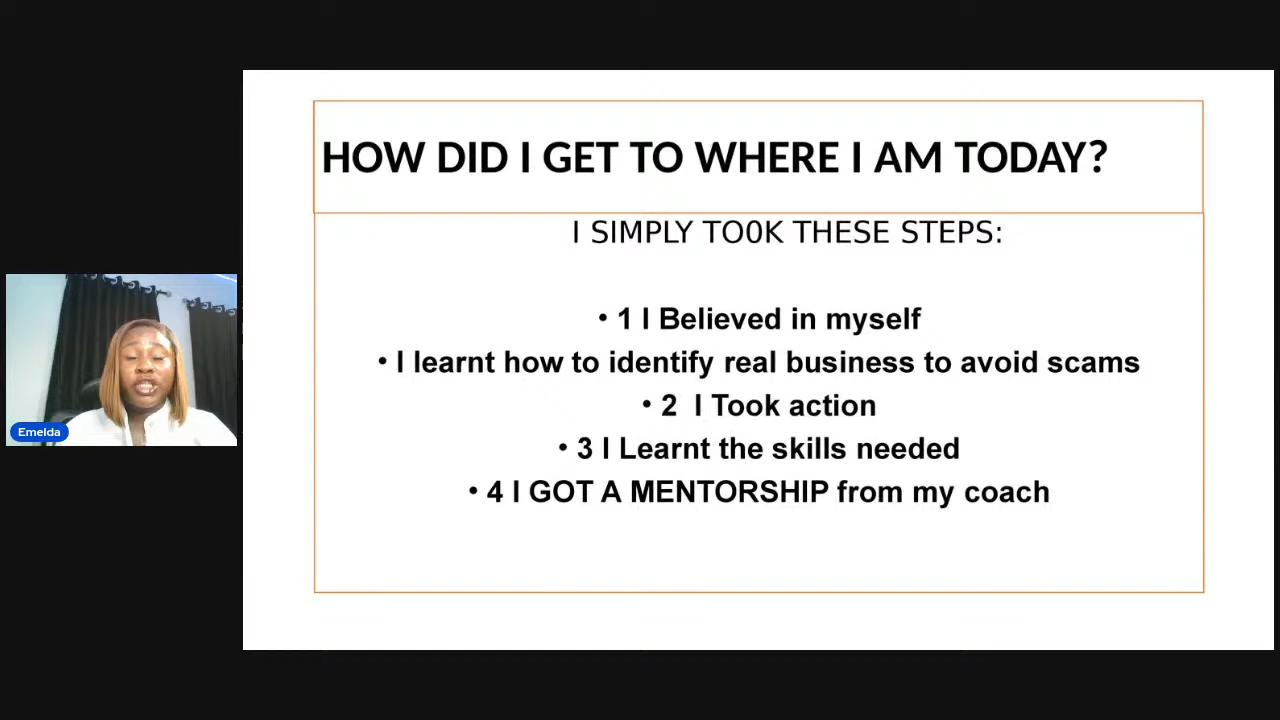 HOW DID I GET TO WHERE I AM TODAY?
I SIMPLY TO0K THESE STEPS:
• 1 I Believed in myself
• I learnt how to identify real business to avoid scams
• 2  I Took action
• 3 I Learnt the skills needed
• 4 I GOT A MENTORSHIP from my coach
Emelda